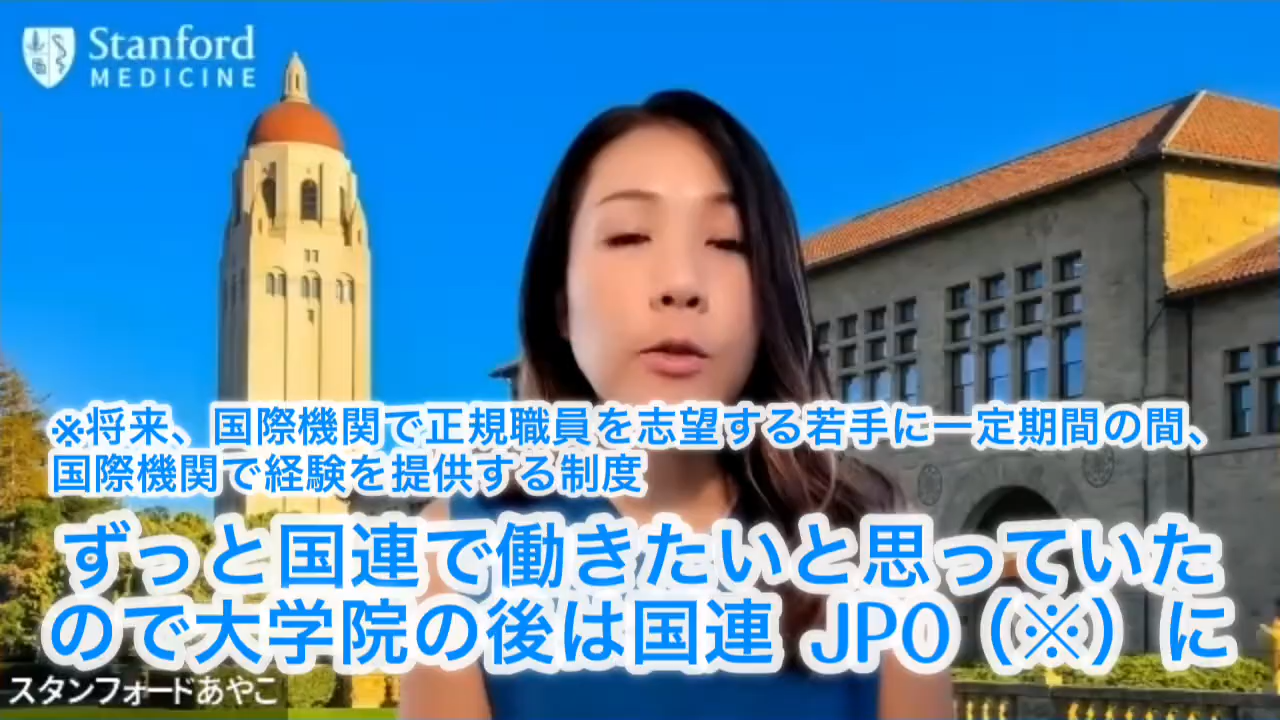 Stanford
MEDICINE
※将来、国際機関で正規職員を志望する若手に一定期間の間、
国際機関で経験を提供する制度
ずっと国連で働きたいと思っていた
ので大学院の後は国連 JPO（※）に
スタンフォードあやこ